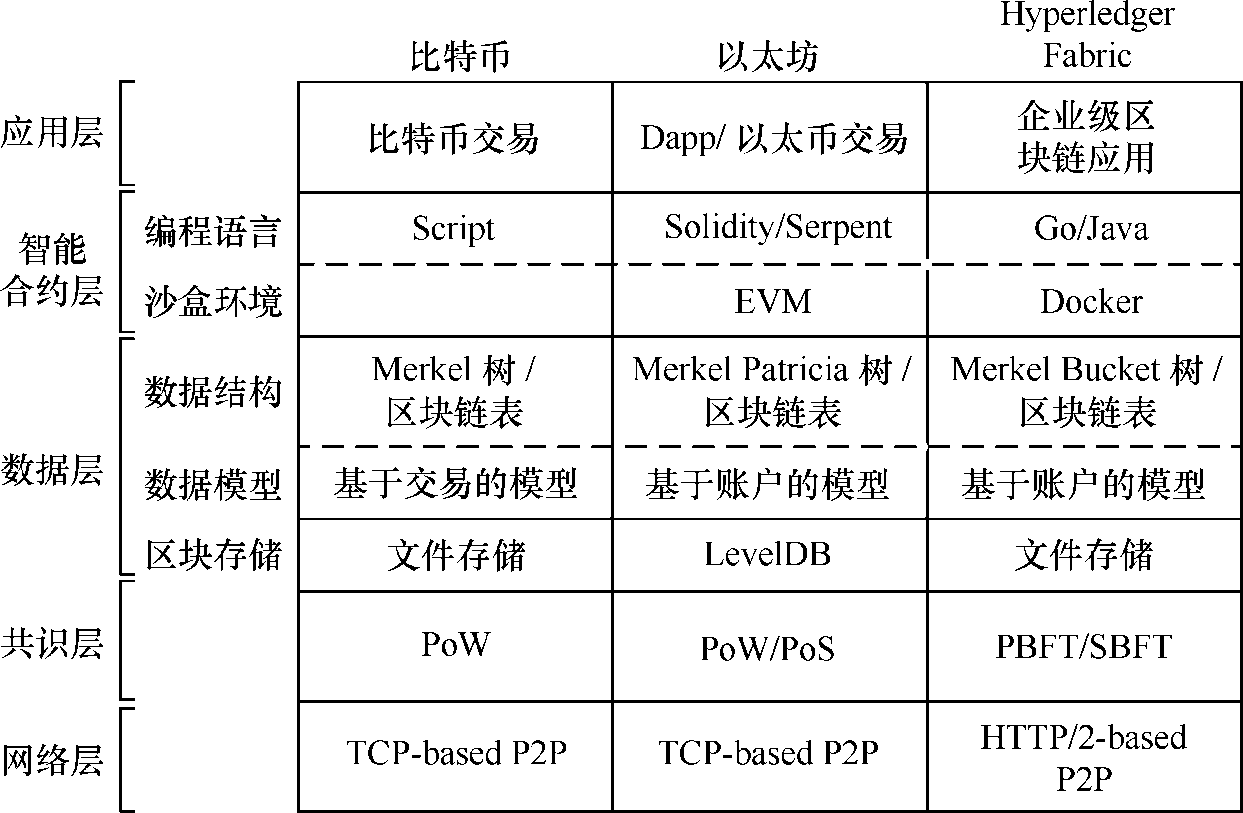 比特币
以太坊
Hyperledger
Fabric
应用层
比特币交易
Dapp/ 以太币交易
企业级区
块链应用
智能
合约层
编程语言
Script
Solidity/Serpent
Go/Java
沙盒环境
EVM
Docker
数据层
数据结构
Merkel 树 /
区块链表
Merkel Patricia 树 /
区块链表
Merkel Bucket 树 /
区块链表
数据模型
基于交易的模型
基于账户的模型
基于账户的模型
区块存储
文件存储
LevelDB
文件存储
共识层
PoW
PoW/PoS
PBFT/SBFT
网络层
TCP-based P2P
TCP-based P2P
HTTP/2-based
P2P